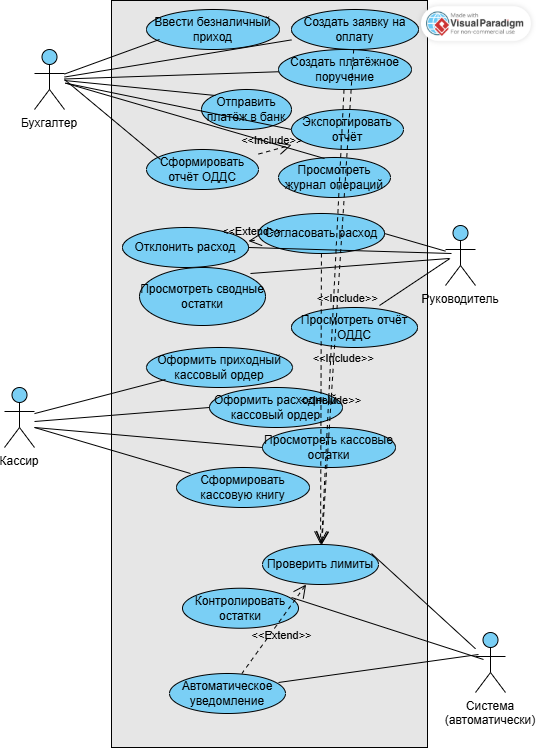 Made with
VisualParadigm
For non-commercial use
Ввести безналичный
приход
Создать заявку на
оплату
Создать платёжное
поручение
Бухгалтер
Отправить
платёж в банк
Экспортировать
отчёт
<<Include>>
Сформировать
отчёт ОДДС
Просмотреть
журнал операций
<<Extend>>
Согласовать расход
Отклонить расход
Просмотреть сводные
остатки
Руководитель
<<Include>>
Просмотреть отчёт
ОДДС
<<Include>>
Оформить приходный
кассовый ордер
Оформить расходный
кассовый ордер
<<Include>>
Кассир
Просмотреть кассовые
остатки
Сформировать
кассовую книгу
Проверить лимиты
Контролировать
остатки
<<Extend>>
Автоматическое
уведомление
Система
(автоматически)